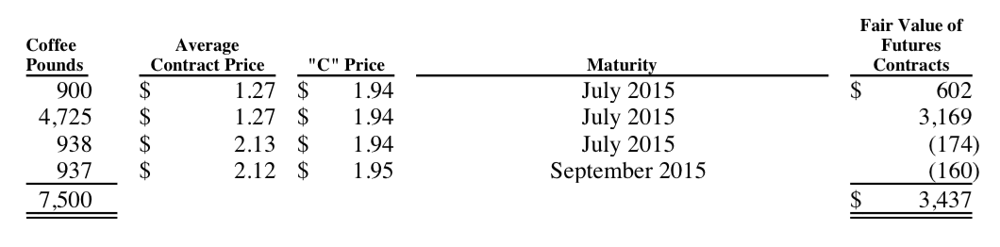 Fair Value of
Coffee Average Futures
Pounds Contract Price "C" Price Maturity Contracts
900 $ 1.27 $ 1.94 July 2015 $ 602
4,725 $ 1.27 $ 1.94 July 2015 3,169
938 $ 2.13 $ 1.94 July 2015 (174)
937 $ 2.12 $ 1.95 September 2015 (160)
7,500 $ 3,437